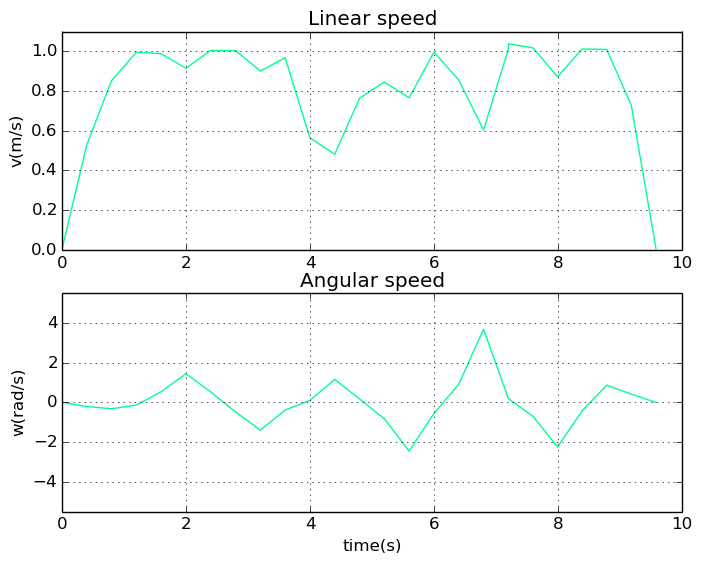 Linear speed
1.0
0.8
0.6
0.4
0.2
0.0
v(m/s)
0 2 4 6 8 10
Angular speed
4
2
0
−2
−4
w(rad/s)
0 2 4 6 8 10
time(s)